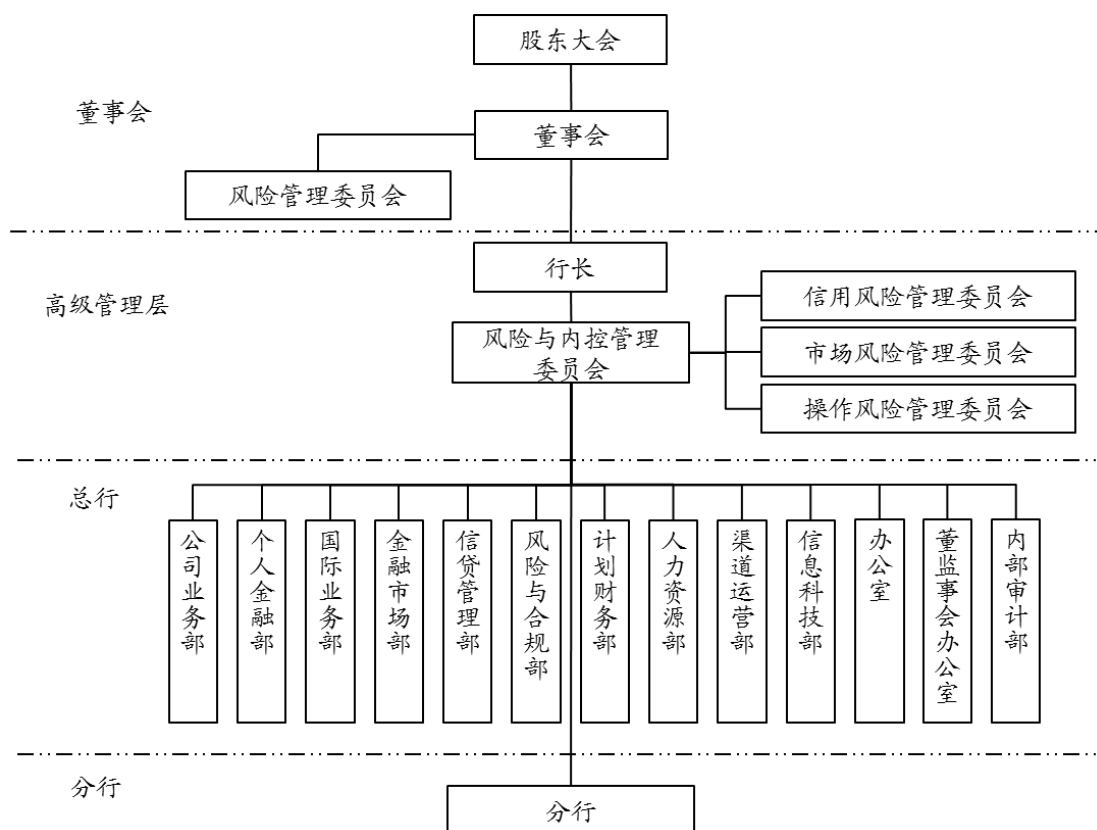 股东大会
董事会
董事会
风险管理委员会
行长
高级管理层
信用风险管理委员会
风险与内控管理
委员会
市场风险管理委员会
操作风险管理委员会
总行
公司业务部
个人金融部
国际业务部
金融市场部
信贷管理部
风险与合规部
计划财务部
人力资源部
渠道运营部
信息科技部
办公室
董监事会办公室
内部审计部
分行
分行